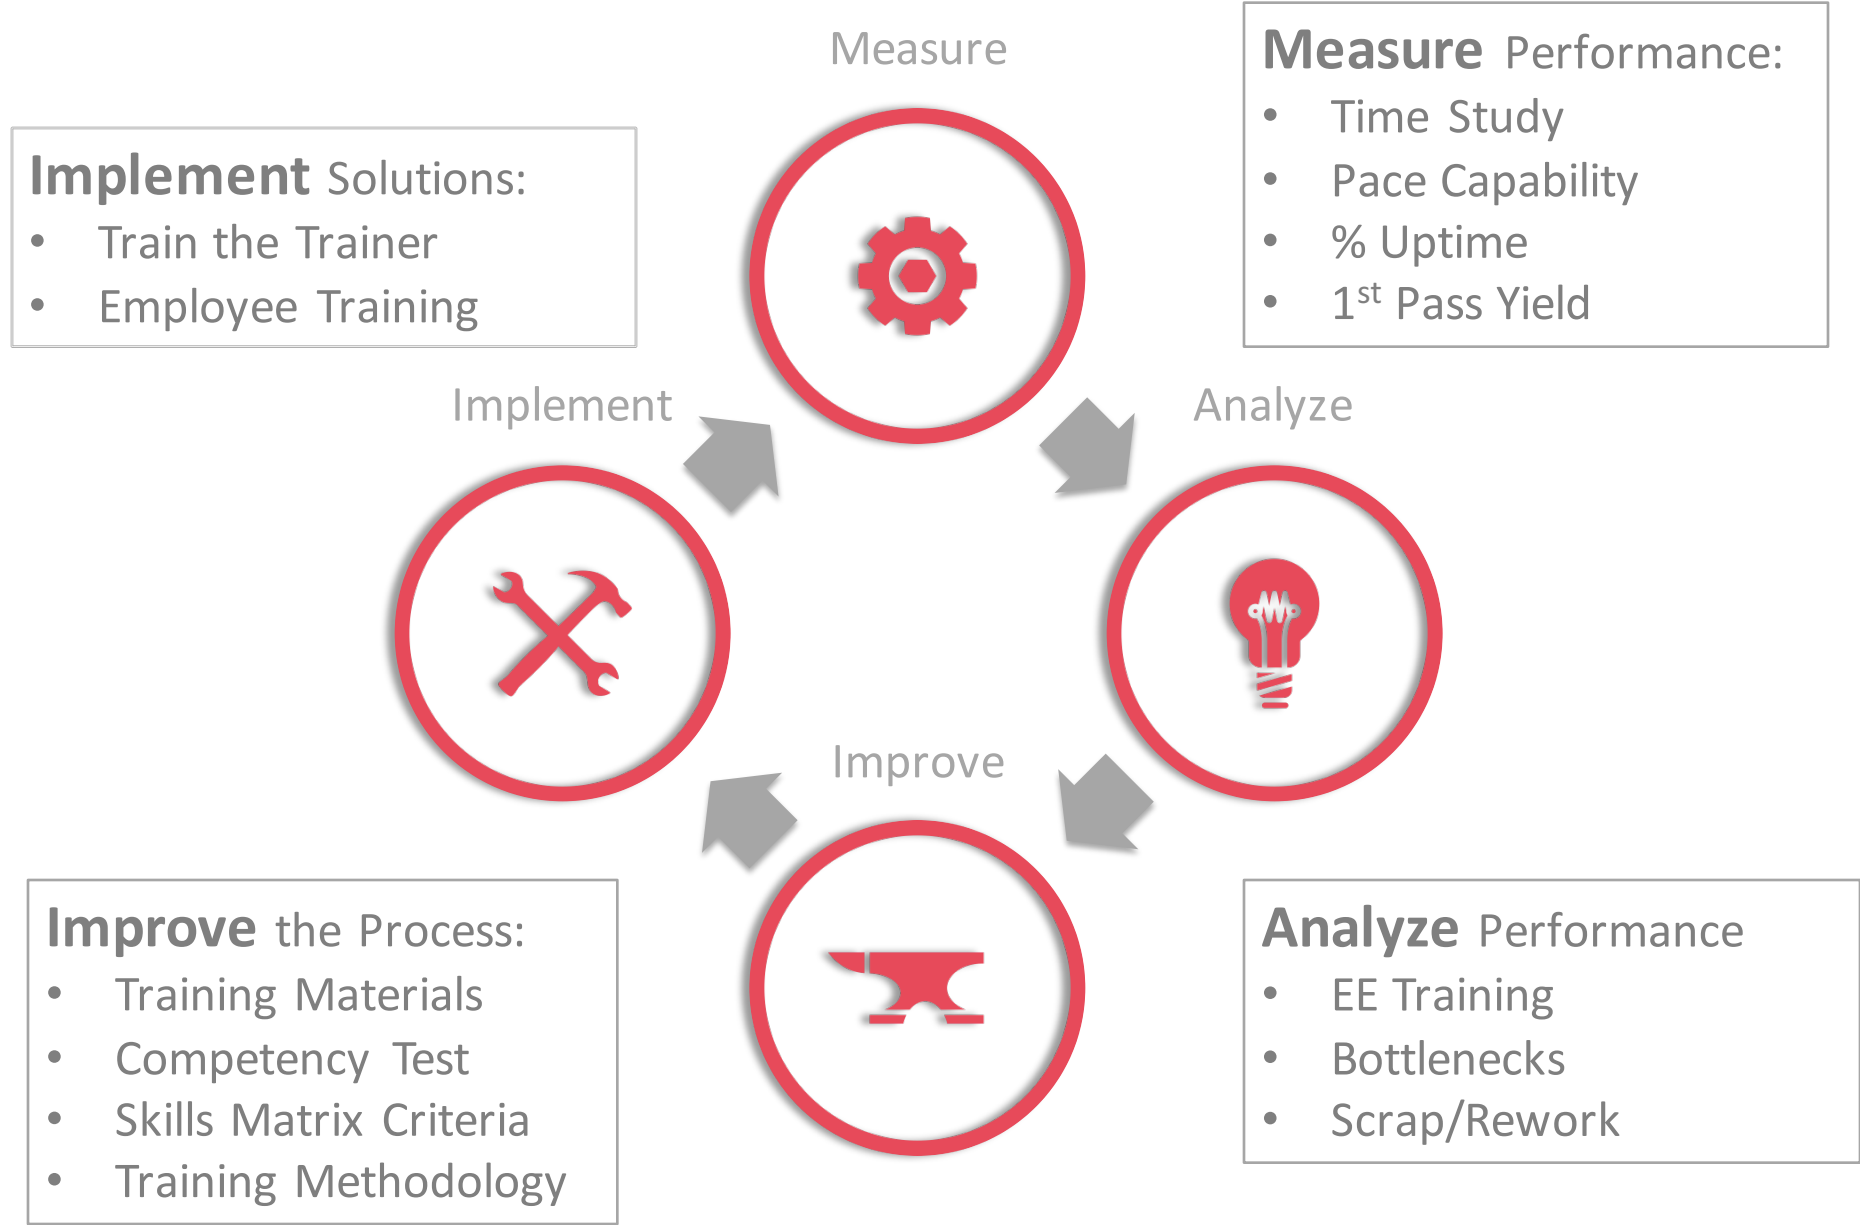 Measure
Measure Performance:
• Time Study
• Pace Capability
• % Uptime
• 1st Pass Yield
Implement Solutions:
• Train the Trainer
• Employee Training
Implement
Analyze
Improve
Improve the Process:
• Training Materials
• Competency Test
• Skills Matrix Criteria
• Training Methodology
Analyze Performance
• EE Training
• Bottlenecks
• Scrap/Rework